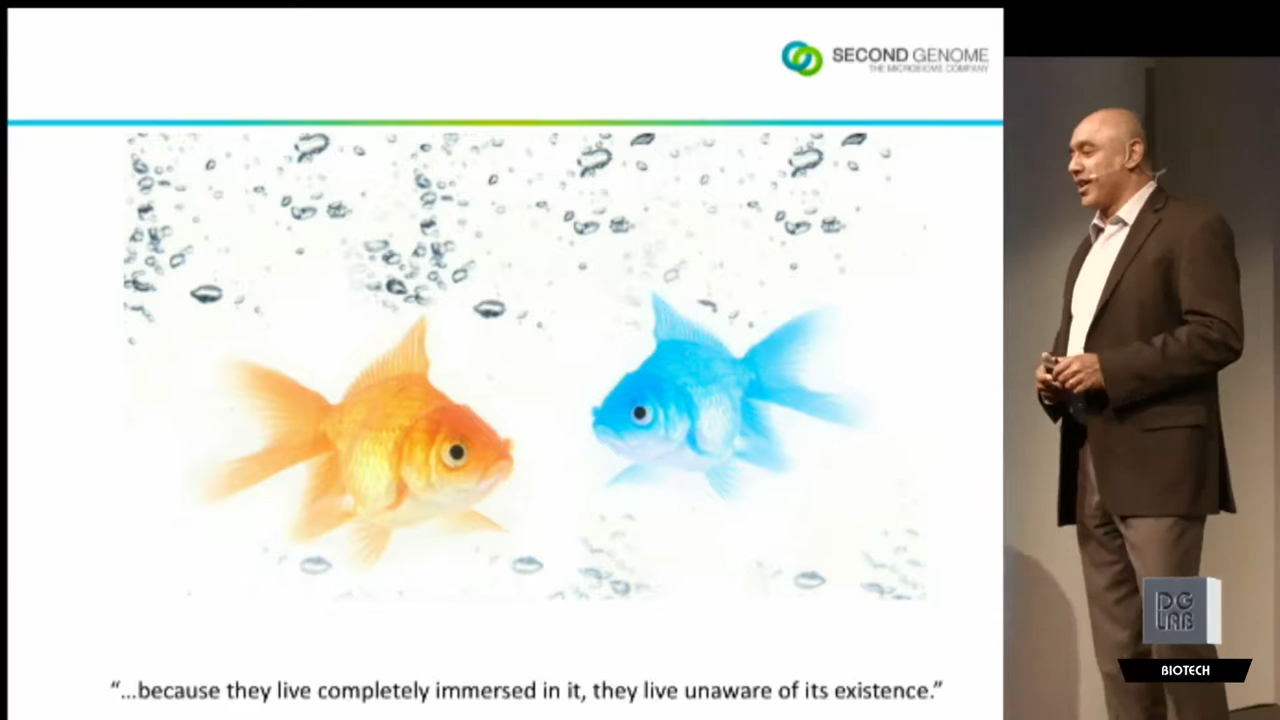 SECOND GENOME
THE MICROBIOME COMPANY
“...because they live completely immersed in it, they live unaware of its existence.”
DG
LAB
BIOTECH